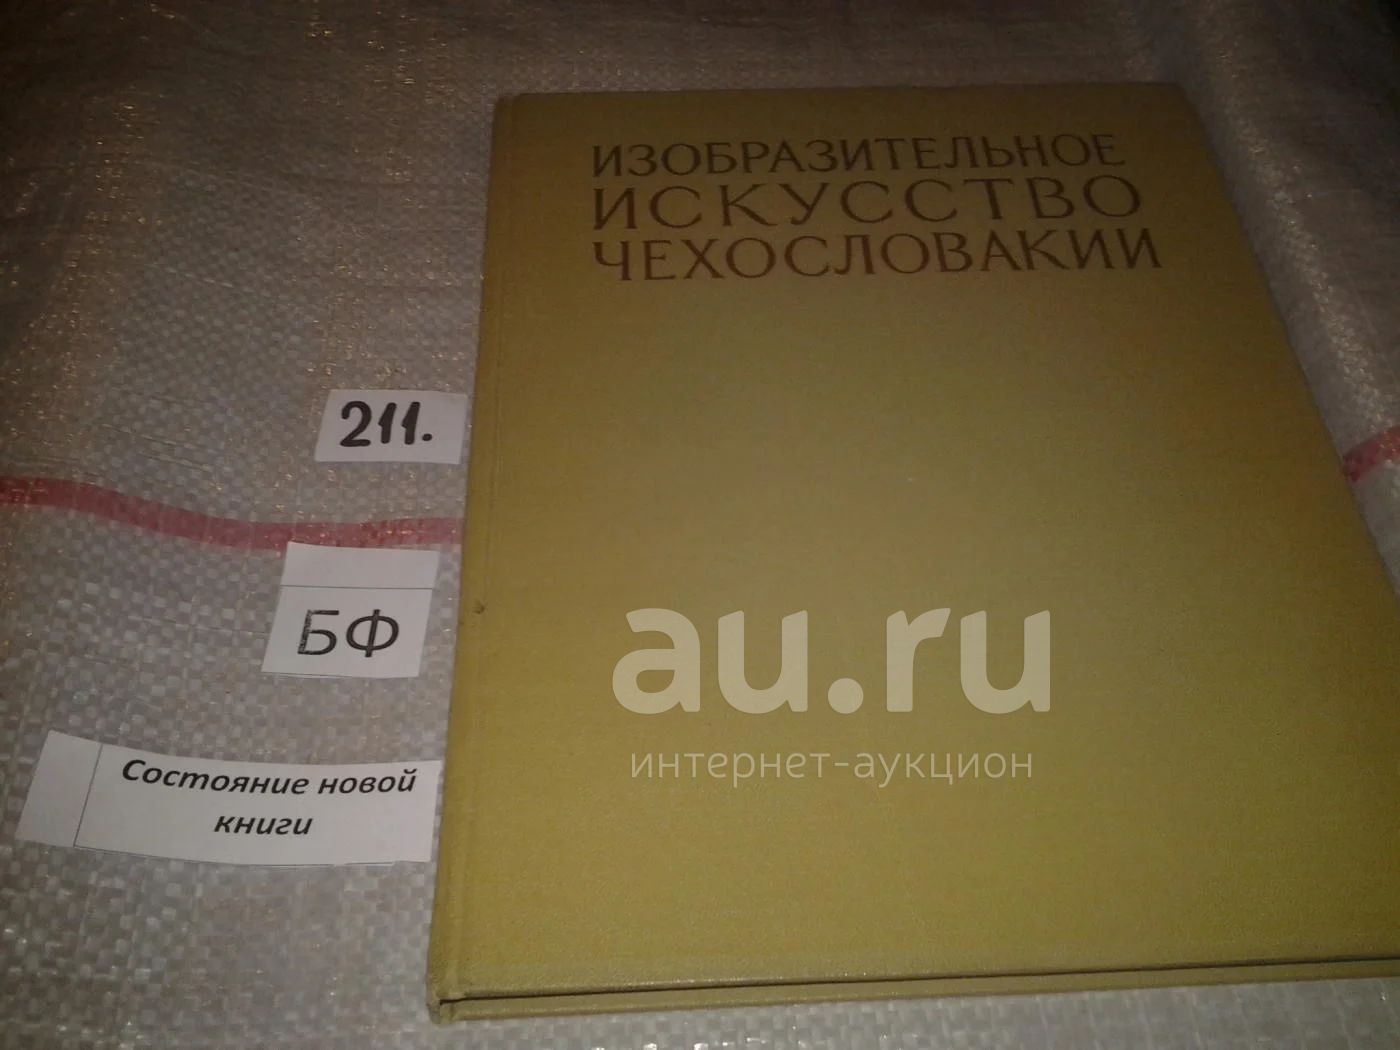 ИЗОБРАЗИТЕЛЬНОЕ
ИСКУССТВО
ЧЕХОСЛОВАКИИ
211.
БФ
Состояние новой
книги
au.ru
интернет-аукцион